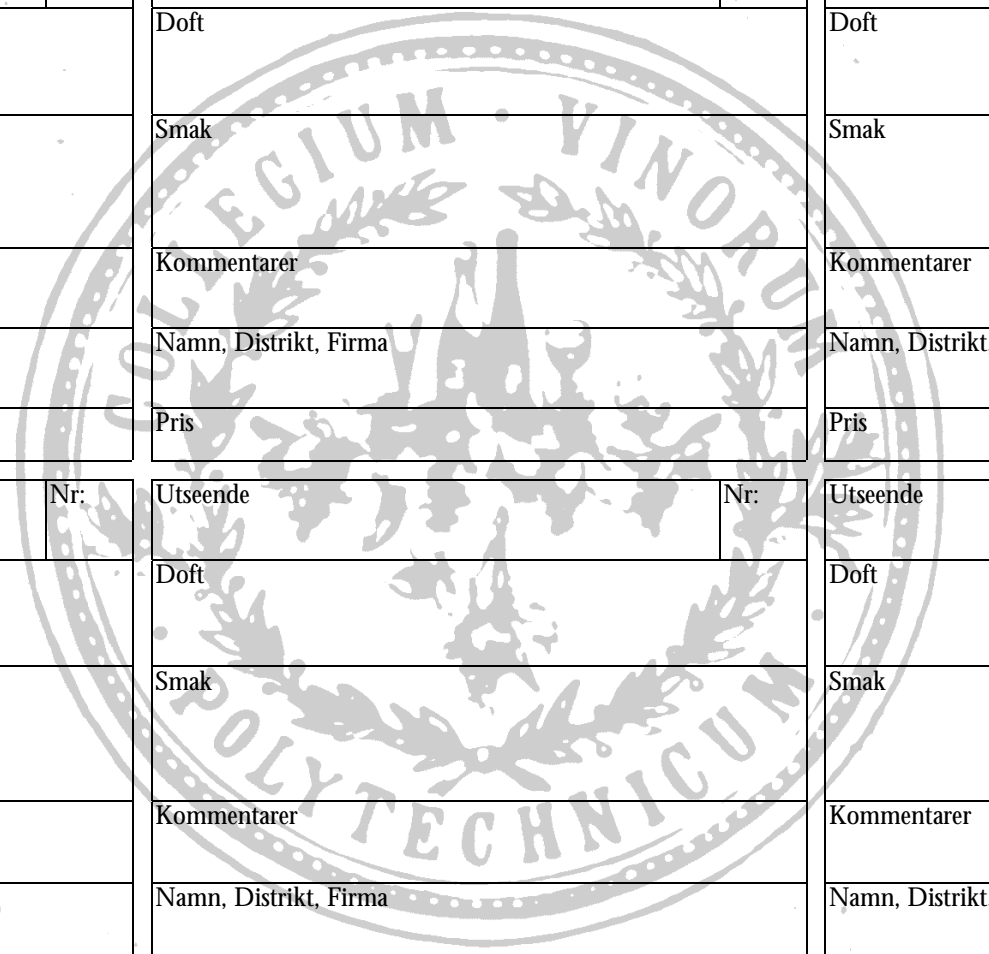 Doft
Doft
Smak
Smak
Kommentarer
Kommentarer
Namn, Distrikt, Firma
Namn, Distrikt
Pris
Pris
Nr:
Utseende
Nr:
Utseende
Doft
Doft
Smak
Smak
Kommentarer
Kommentarer
Namn, Distrikt, Firma
Namn, Distrikt
COLLEGIUM · VINORUM
POLYTECHNICUM